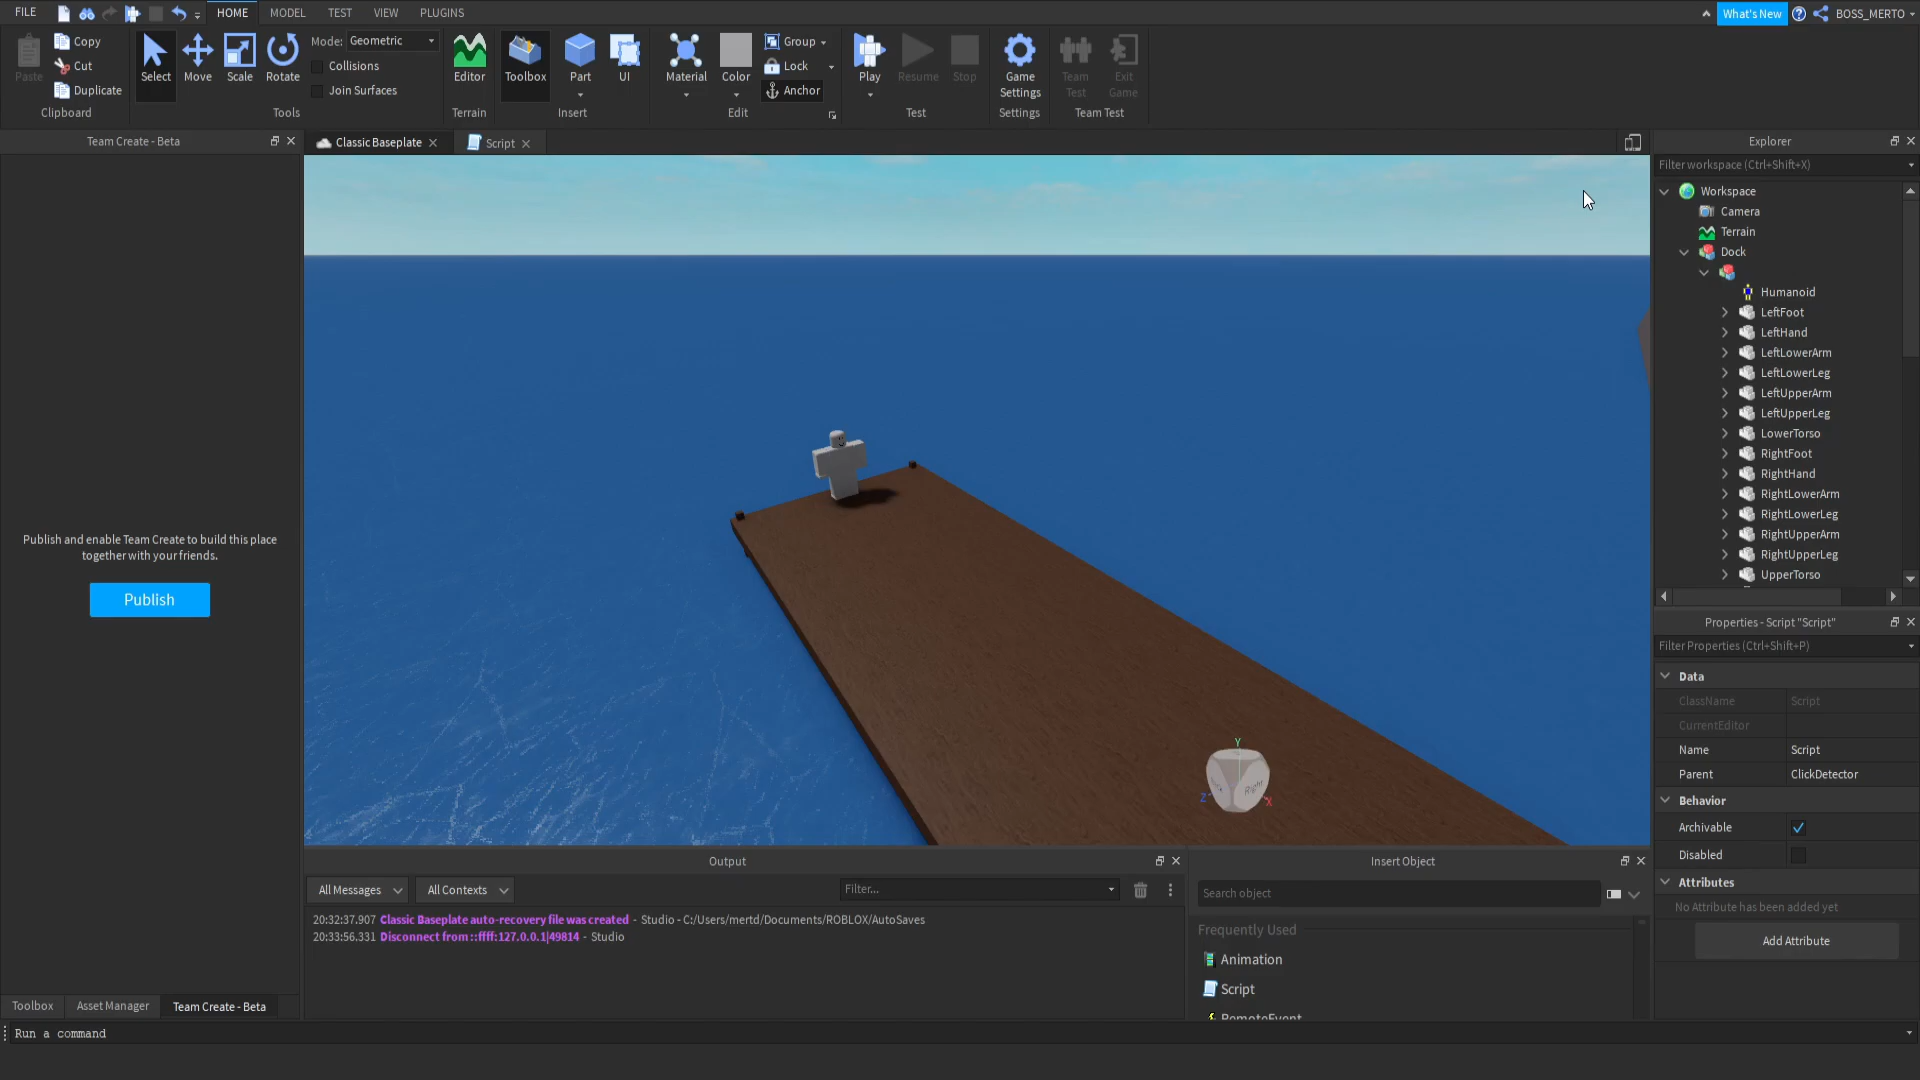 FILE
HOME
MODEL
TEST
VIEW
PLUGINS
What's New
BOSS_MERTO
Paste
Copy
Cut
Duplicate
Clipboard
Select
Move
Scale
Rotate
Mode: Geometric
Collisions
Join Surfaces
Tools
Editor
Terrain
Toolbox
Part
UI
Insert
Material
Color
Group
Lock
Anchor
Edit
Play
Resume
Stop
Test
Game
Settings
Settings
Team
Test
Exit
Game
Team Test
Team Create - Beta
Classic Baseplate
Script
Publish and enable Team Create to build this place
together with your friends.
Publish
Toolbox
Asset Manager
Team Create - Beta
Y
Z
X
Right
Output
All Messages
All Contexts
Filter...
20:32:37.907 Classic Baseplate auto-recovery file was created - Studio - C:/Users/mertd/Documents/ROBLOX/AutoSaves
20:33:56.331 Disconnect from ::ffff:127.0.0.1|49814 - Studio
Insert Object
Search object
Frequently Used
Animation
Script
RemoteEvent
Explorer
Filter workspace (Ctrl+Shift+X)
Workspace
Camera
Terrain
Dock
Humanoid
LeftFoot
LeftHand
LeftLowerArm
LeftLowerLeg
LeftUpperArm
LeftUpperLeg
LowerTorso
RightFoot
RightHand
RightLowerArm
RightLowerLeg
RightUpperArm
RightUpperLeg
UpperTorso
Properties - Script "Script"
Filter Properties (Ctrl+Shift+P)
Data
ClassName Script
CurrentEditor
Name Script
Parent ClickDetector
Behavior
Archivable
Disabled
Attributes
No Attribute has been added yet
Add Attribute
Run a command